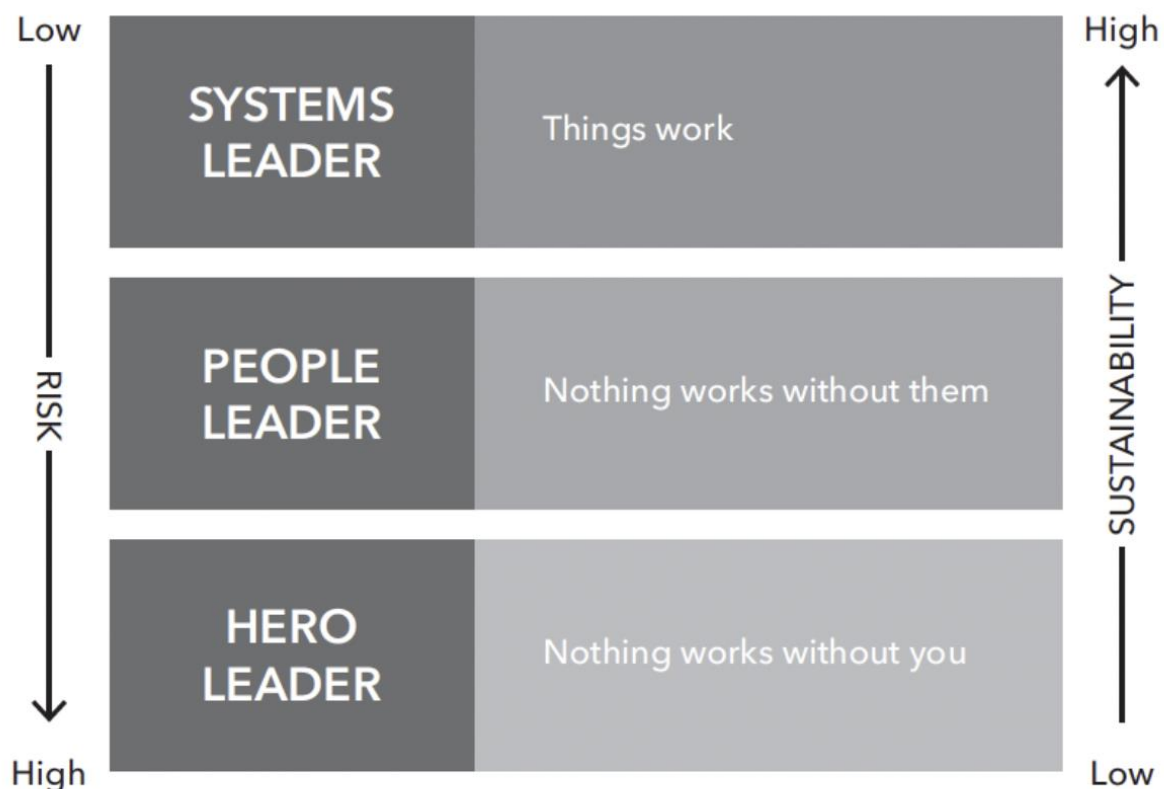 Low
High
SYSTEMS
LEADER
Things work
PEOPLE
LEADER
Nothing works without them
RISK
SUSTAINABILITY
HERO
LEADER
Nothing works without you
High
Low